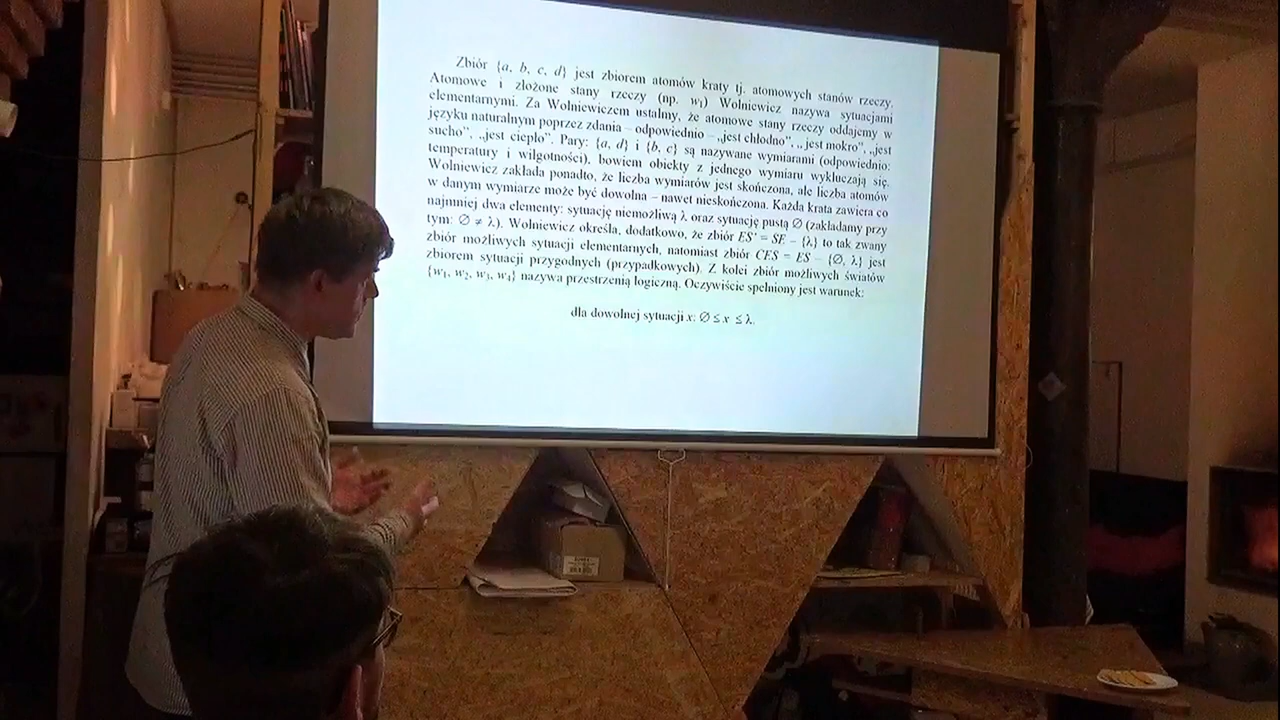 Zbiór {a, b, c, d} jest zbiorem atomów kraty tj. atomowych stanów rzeczy.
Atomowe i złożone stany rzeczy (np. w₁) Wolniewicz nazywa sytuacjami
elementarnymi. Za Wolniewiczem ustalmy, że atomowe stany rzeczy oddajemy w
języku naturalnym poprzez zdania – odpowiednio – „jest chłodno”, „ jest mokro”, „jest
sucho”, „jest ciepło”. Pary: {a, d} i {b, c} są nazywane wymiarami (odpowiednio:
temperatury i wilgotności), bowiem obiekty z jednego wymiaru wykluczają się.
Wolniewicz zakłada ponadto, że liczba wymiarów jest skończona, ale liczba atomów
w danym wymiarze może być dowolna – nawet nieskończona. Każda krata zawiera co
najmniej dwa elementy: sytuację niemożliwą λ oraz sytuację pustą ∅ (zakładamy przy
tym: ∅ ≠ λ). Wolniewicz określa, dodatkowo, że zbiór ES' = SE – {λ} to tak zwany
zbiór możliwych sytuacji elementarnych, natomiast zbiór CES = ES – {∅, λ} jest
zbiorem sytuacji przygodnych (przypadkowych). Z kolei zbiór możliwych światów
{w₁, w₂, w₃, w₄} nazywa przestrzenią logiczną. Oczywiście spełniony jest warunek:
dla dowolnej sytuacji x: ∅ ≤ x ≤ λ.